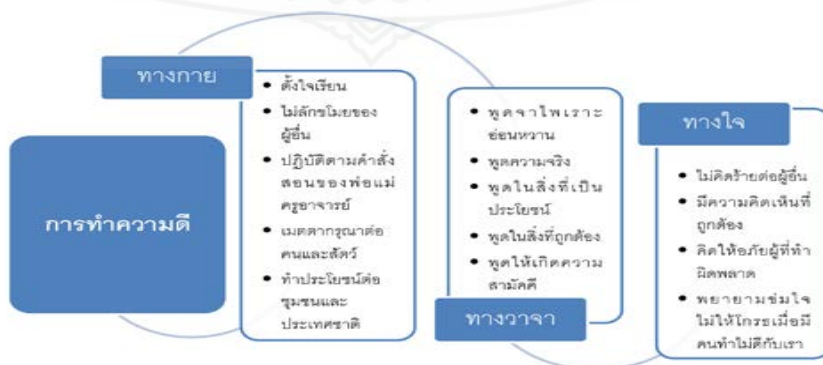 การทำความดี
ทางกาย
• ตั้งใจเรียน
• ไม่ลักขโมยของ
ผู้อื่น
• ปฏิบัติตามคำสั่ง
สอนของพ่อแม่
ครูอาจารย์
• เมตตากรุณาต่อ
คนและสัตว์
• ทำประโยชน์ต่อ
ชุมชนและ
ประเทศชาติ
• พูดจาไพเราะ
อ่อนหวาน
• พูดความจริง
• พูดในสิ่งที่เป็น
ประโยชน์
• พูดในสิ่งที่ถูกต้อง
• พูดให้เกิดความ
สามัคคี
ทางวาจา
ทางใจ
• ไม่คิดร้ายต่อผู้อื่น
• มีความคิดเห็นที่
ถูกต้อง
• คิดให้อภัยผู้ที่ทำ
ผิดพลาด
• พยายามข่มใจ
ไม่ให้โกรธเมื่อมี
คนทำไม่ดีกับเรา